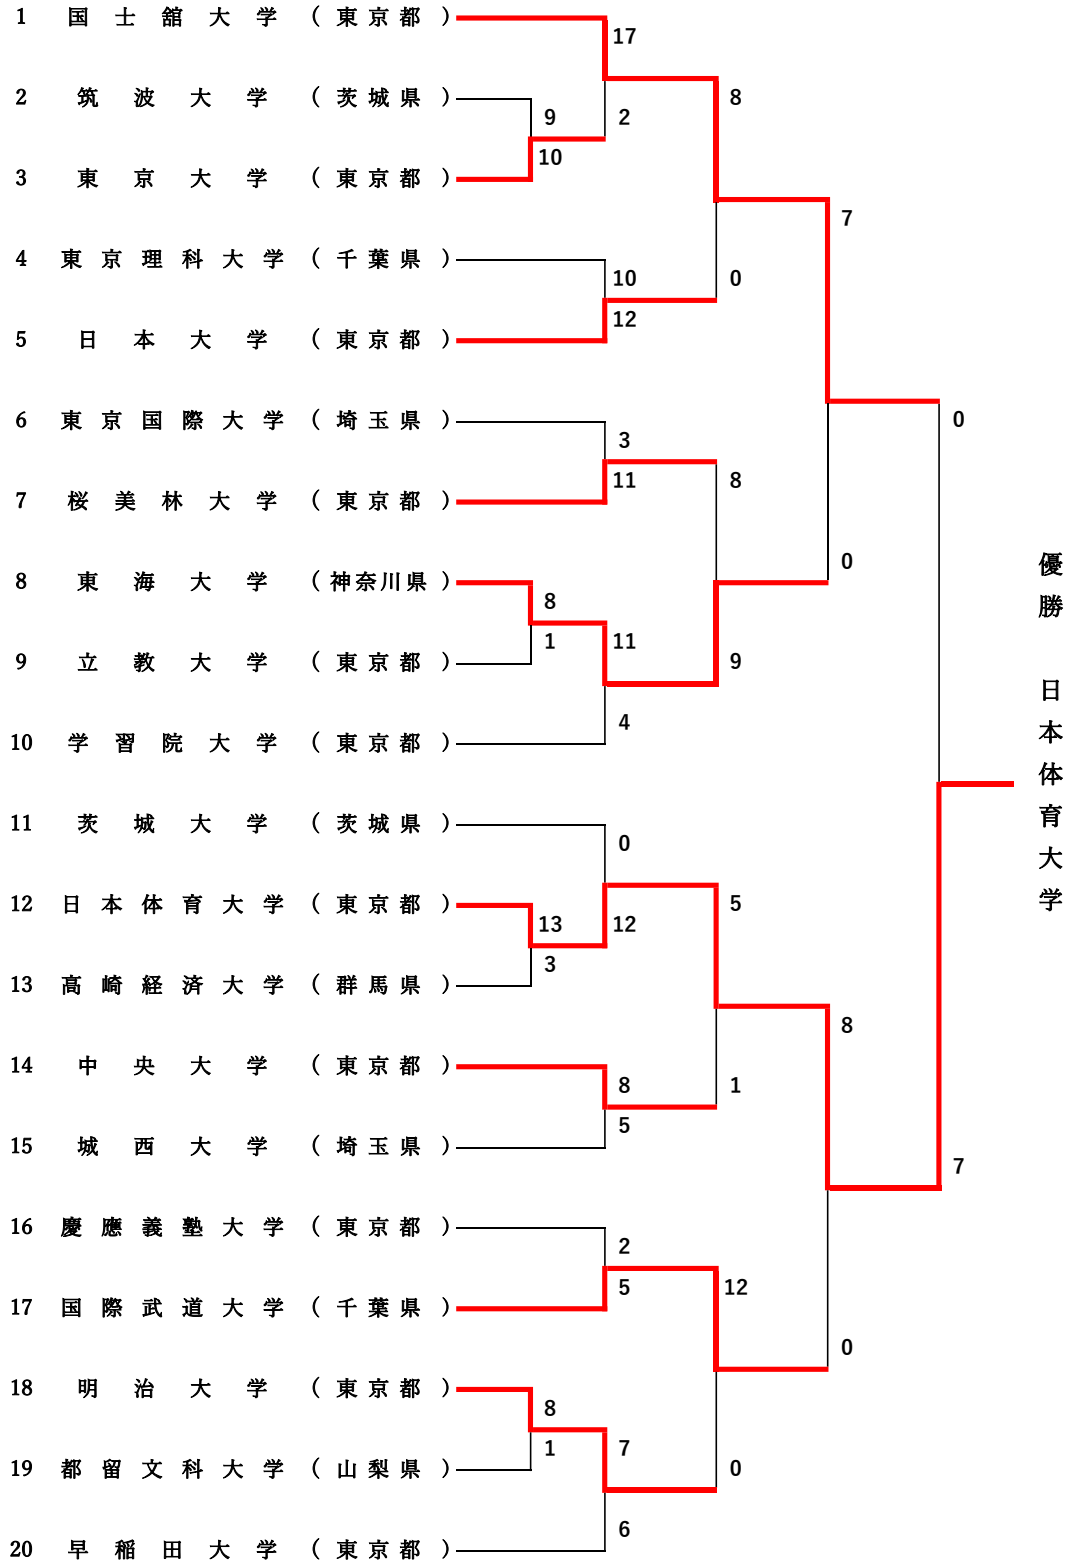 1 国士舘大学 (東京都)
17
2 筑波大学 (茨城県)
8
9
2
10
3 東京大学 (東京都)
7
4 東京理科大学 (千葉県)
10
0
12
5 日本大学 (東京都)
6 東京国際大学 (埼玉県)
0
3
11
8
7 桜美林大学 (東京都)
0
8 東海大学 (神奈川県)
8
1
11
9 立教大学 (東京都)
9
4
10 学習院大学 (東京都)
11 茨城大学 (茨城県)
0
12 日本体育大学 (東京都)
5
13
12
3
13 高崎経済大学 (群馬県)
8
14 中央大学 (東京都)
8
1
5
15 城西大学 (埼玉県)
7
16 慶應義塾大学 (東京都)
2
5
12
17 国際武道大学 (千葉県)
0
18 明治大学 (東京都)
8
1
7
19 都留文科大学 (山梨県)
0
6
20 早稲田大学 (東京都)
優勝 日本体育大学